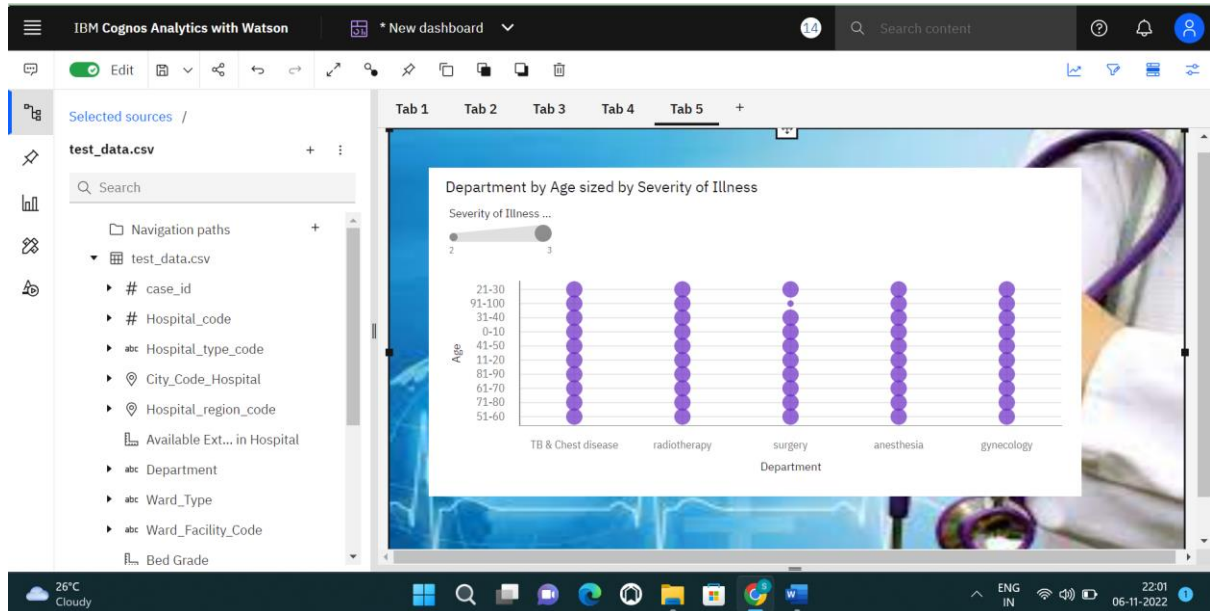 IBM Cognos Analytics with Watson
* New dashboard
14
Search content
Edit
Selected sources /
test_data.csv
Search
Navigation paths
test_data.csv
# case_id
# Hospital_code
abc Hospital_type_code
City_Code_Hospital
Hospital_region_code
Available Ext... in Hospital
abc Department
abc Ward_Type
abc Ward_Facility_Code
Bed Grade
Tab 1 Tab 2 Tab 3 Tab 4 Tab 5 +
Department by Age sized by Severity of Illness
Severity of Illness ...
2 3
Age
21-30
91-100
31-40
0-10
41-50
11-20
81-90
61-70
71-80
51-60
TB & Chest disease radiotherapy surgery anesthesia gynecology
Department
26°C
Cloudy
ENG
IN
22:01
06-11-2022
1